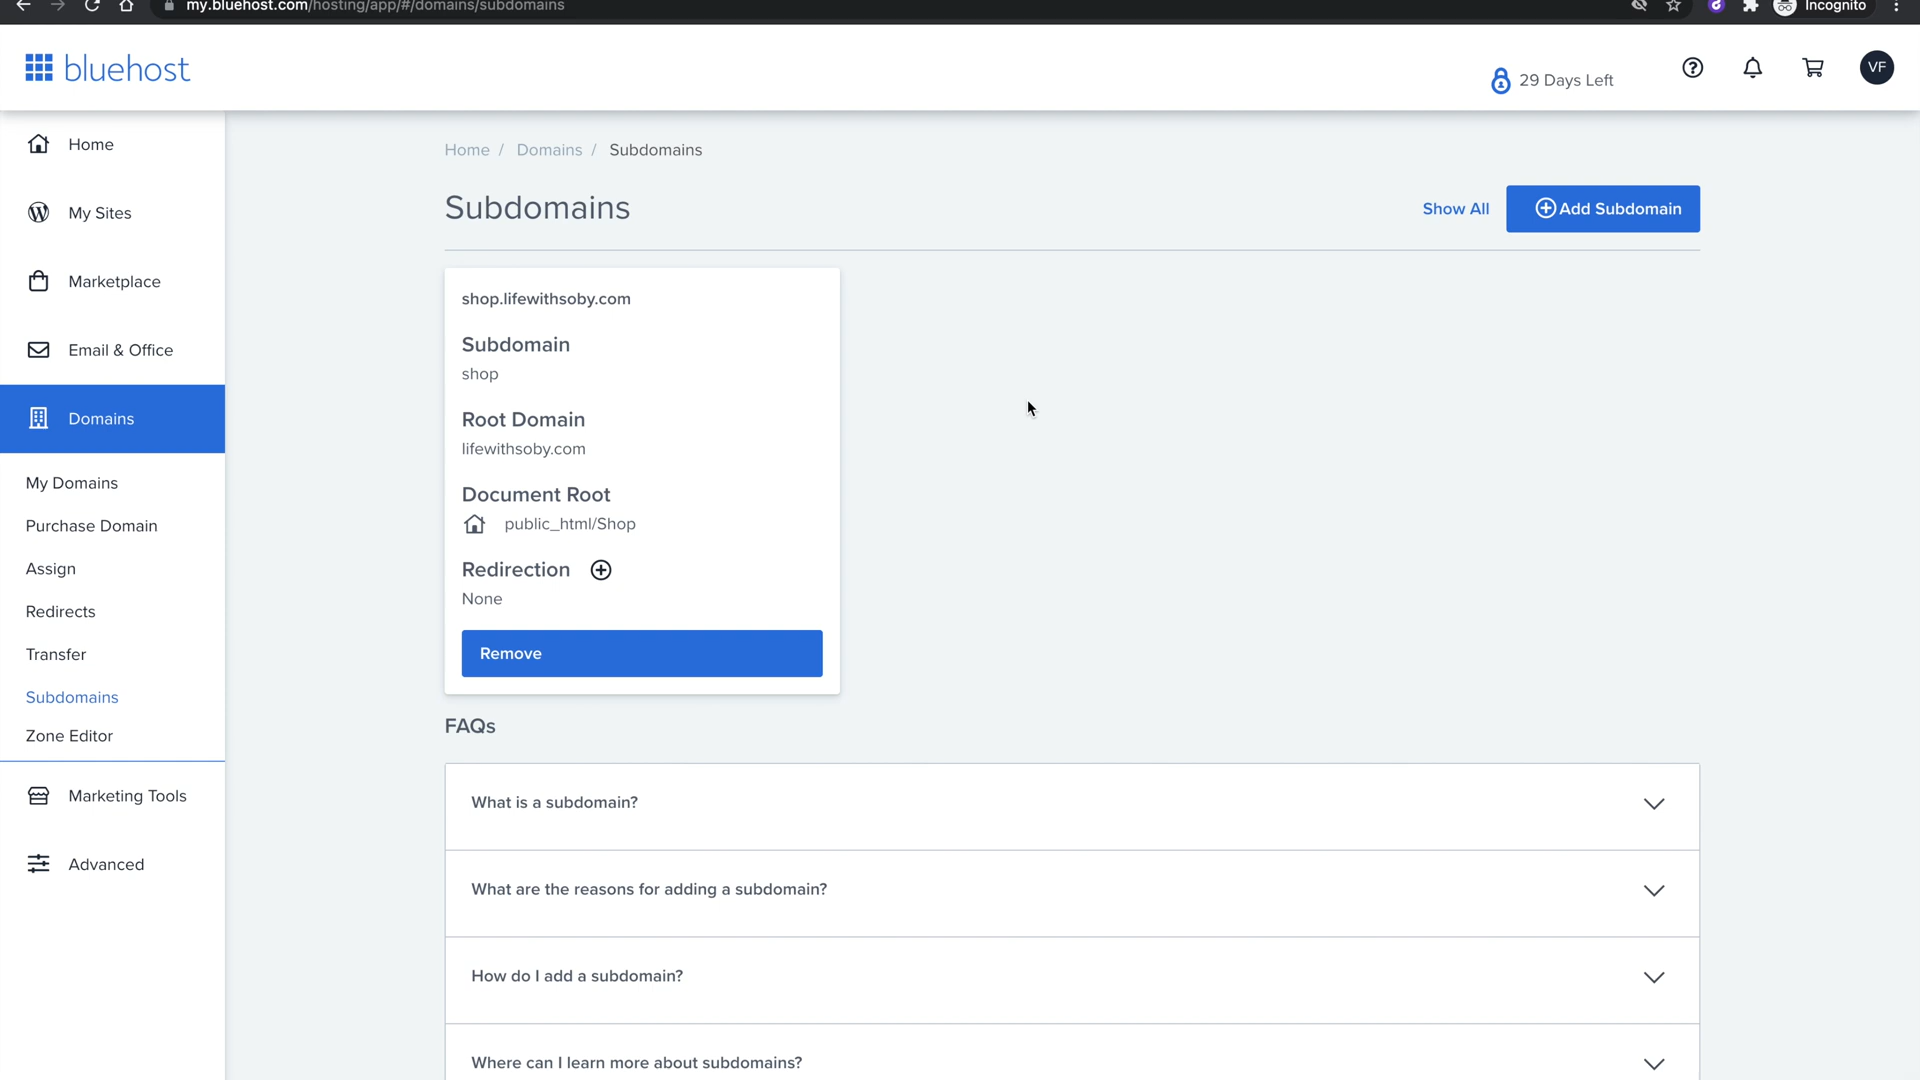 my.bluehost.com/hosting/app/#/domains/subdomains
Incognito
bluehost
29 Days Left
VF
Home
My Sites
Marketplace
Email & Office
Domains
My Domains
Purchase Domain
Assign
Redirects
Transfer
Subdomains
Zone Editor
Marketing Tools
Advanced
Home / Domains / Subdomains
Subdomains
Show All
Add Subdomain
shop.lifewithsoby.com
Subdomain
shop
Root Domain
lifewithsoby.com
Document Root
public_html/Shop
Redirection
None
Remove
FAQs
What is a subdomain?
What are the reasons for adding a subdomain?
How do I add a subdomain?
Where can I learn more about subdomains?